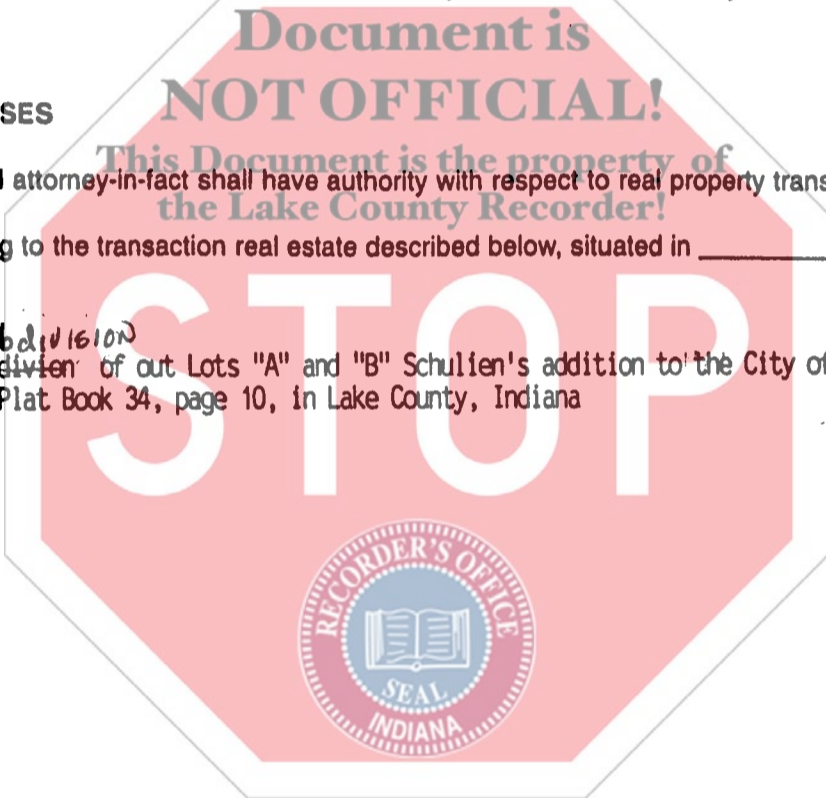 Document is
NOT OFFICIAL!
SES
This Document is the property of
attorney-in-fact shall have authority with respect to real property trans
the Lake County Recorder!
g to the transaction real estate described below, situated in
STOP
bdivision
divien of out Lots "A" and "B" Schulien's addition to the City of
Plat Book 34, page 10, in Lake County, Indiana
RECORDER'S OFFICE
SEAL
INDIANA